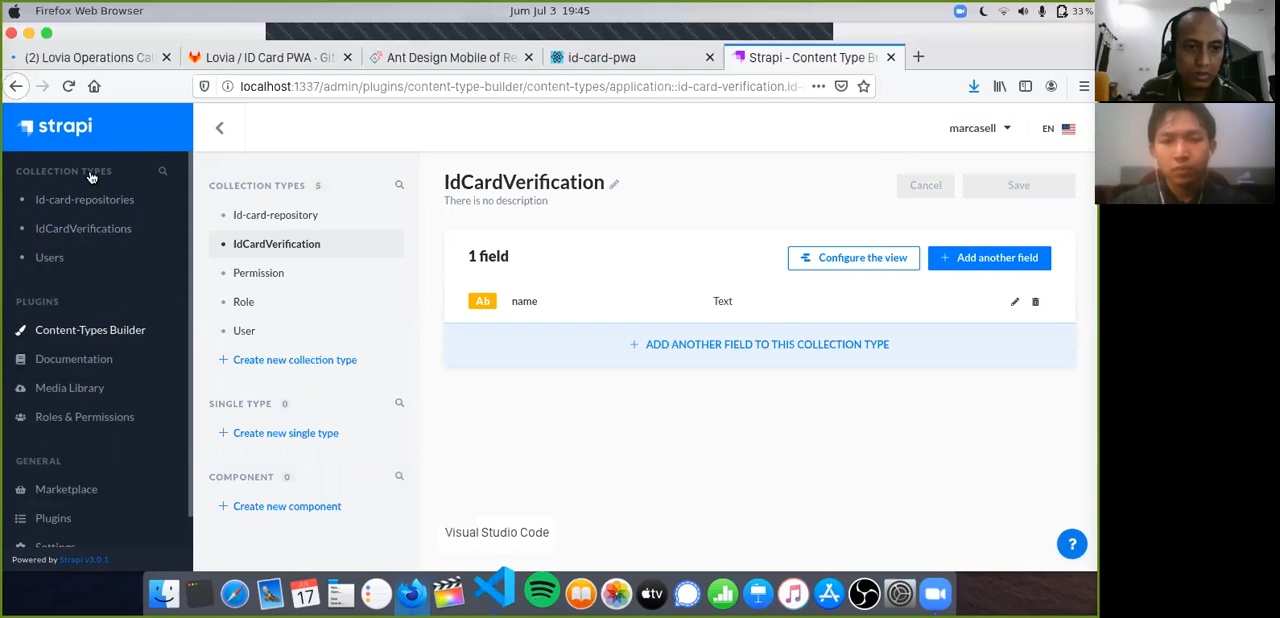 Firefox Web Browser
Jum Jul 3 19:45
33%
(2) Lovia Operations Ca
Lovia / ID Card PWA - Git
Ant Design Mobile of Re
id-card-pwa
Strapi - Content Type B
localhost:1337/admin/plugins/content-type-builder/content-types/application::id-card-verification.id-
strapi
marcasell
EN
COLLECTION TYPES
Id-card-repositories
IdCardVerifications
Users
PLUGINS
Content-Types Builder
Documentation
Media Library
Roles & Permissions
GENERAL
Marketplace
Plugins
Settings
Powered by Strapi v3.0.1
COLLECTION TYPES 5
Id-card-repository
IdCardVerification
Permission
Role
User
+ Create new collection type
SINGLE TYPE 0
+ Create new single type
COMPONENT 0
+ Create new component
IdCardVerification
There is no description
Cancel
Save
1 field
Configure the view
+ Add another field
Ab name Text
+ ADD ANOTHER FIELD TO THIS COLLECTION TYPE
Visual Studio Code
?
17
tv